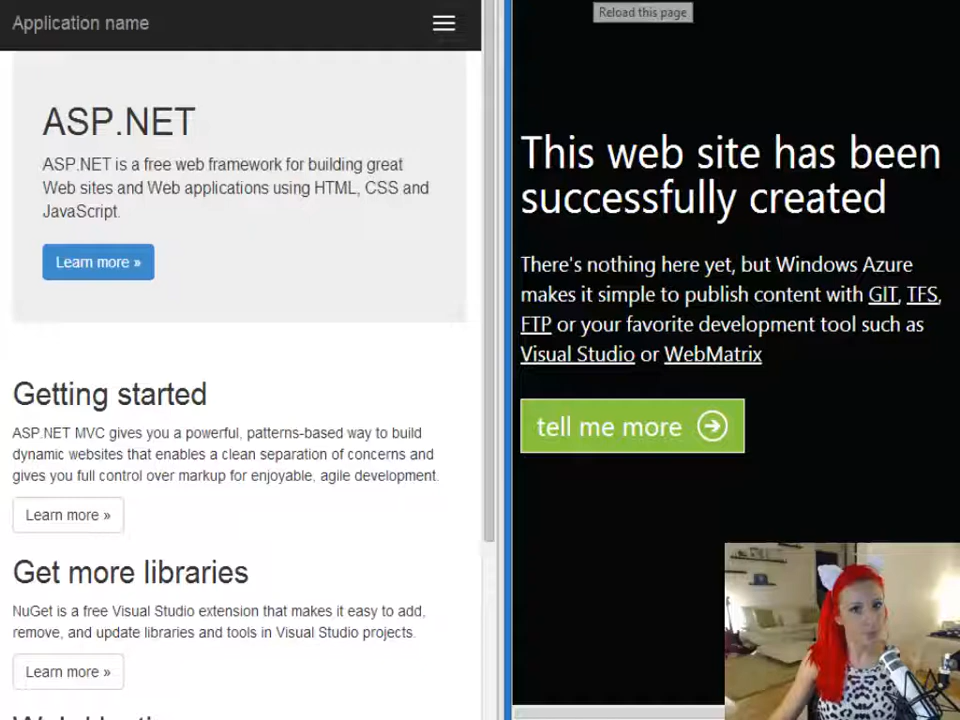 Application name
ASP.NET
ASP.NET is a free web framework for building great
Web sites and Web applications using HTML, CSS and
JavaScript.
Learn more »
Getting started
ASP.NET MVC gives you a powerful, patterns-based way to build
dynamic websites that enables a clean separation of concerns and
gives you full control over markup for enjoyable, agile development.
Learn more »
Get more libraries
NuGet is a free Visual Studio extension that makes it easy to add,
remove, and update libraries and tools in Visual Studio projects.
Learn more »
Reload this page
This web site has been
successfully created
There's nothing here yet, but Windows Azure
makes it simple to publish content with GIT, TFS,
FTP or your favorite development tool such as
Visual Studio or WebMatrix
tell me more